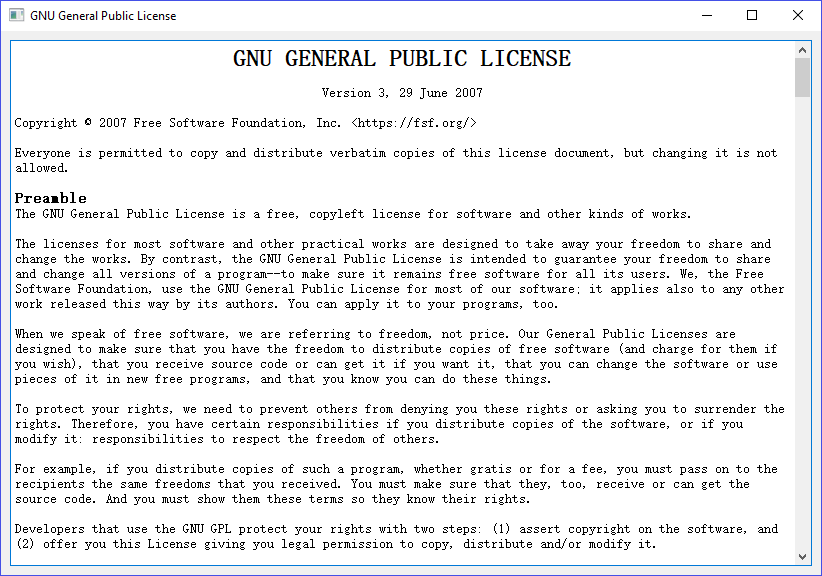 GNU General Public License
GNU GENERAL PUBLIC LICENSE
Version 3, 29 June 2007
Copyright © 2007 Free Software Foundation, Inc. <https://fsf.org/>
Everyone is permitted to copy and distribute verbatim copies of this license document, but changing it is not
allowed.
Preamble
The GNU General Public License is a free, copyleft license for software and other kinds of works.
The licenses for most software and other practical works are designed to take away your freedom to share and
change the works. By contrast, the GNU General Public License is intended to guarantee your freedom to share
and change all versions of a program--to make sure it remains free software for all its users. We, the Free
Software Foundation, use the GNU General Public License for most of our software; it applies also to any other
work released this way by its authors. You can apply it to your programs, too.
When we speak of free software, we are referring to freedom, not price. Our General Public Licenses are
designed to make sure that you have the freedom to distribute copies of free software (and charge for them if
you wish), that you receive source code or can get it if you want it, that you can change the software or use
pieces of it in new free programs, and that you know you can do these things.
To protect your rights, we need to prevent others from denying you these rights or asking you to surrender the
rights. Therefore, you have certain responsibilities if you distribute copies of the software, or if you
modify it: responsibilities to respect the freedom of others.
For example, if you distribute copies of such a program, whether gratis or for a fee, you must pass on to the
recipients the same freedoms that you received. You must make sure that they, too, receive or can get the
source code. And you must show them these terms so they know their rights.
Developers that use the GNU GPL protect your rights with two steps: (1) assert copyright on the software, and
(2) offer you this License giving you legal permission to copy, distribute and/or modify it.